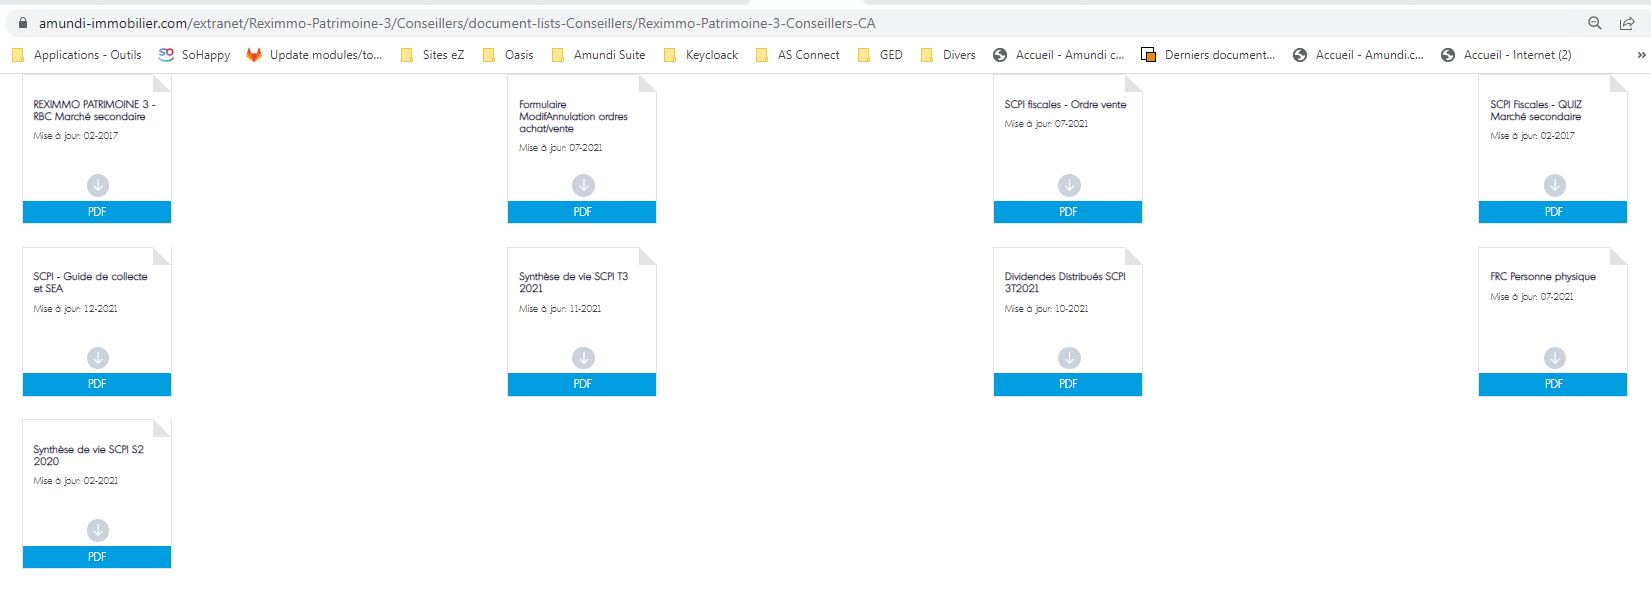 amundi-immobilier.com/extranet/Reximmo-Patrimoine-3/Conseillers/document-lists-Conseillers/Reximmo-Patrimoine-3-Conseillers-CA
Applications - Outils SoHappy Update modules/to... Sites eZ Oasis Amundi Suite Keycloack AS Connect GED Divers Accueil - Amundi c... Derniers document... Accueil - Amundi.c... Accueil - Internet (2) »
REXIMMO PATRIMOINE 3 -
RBC Marché secondaire
Mise à jour: 02-2017
PDF
Formulaire
ModifAnnulation ordres
achat/vente
Mise à jour: 07-2021
PDF
SCPI fiscales - Ordre vente
Mise à jour: 07-2021
PDF
SCPI Fiscales - QUIZ
Marché secondaire
Mise à jour: 02-2017
PDF
SCPI - Guide de collecte
et SEA
Mise à jour: 12-2021
PDF
Synthèse de vie SCPI T3
2021
Mise à jour: 11-2021
PDF
Dividendes Distribués SCPI
3T2021
Mise à jour: 10-2021
PDF
FRC Personne physique
Mise à jour: 07-2021
PDF
Synthèse de vie SCPI S2
2020
Mise à jour: 02-2021
PDF